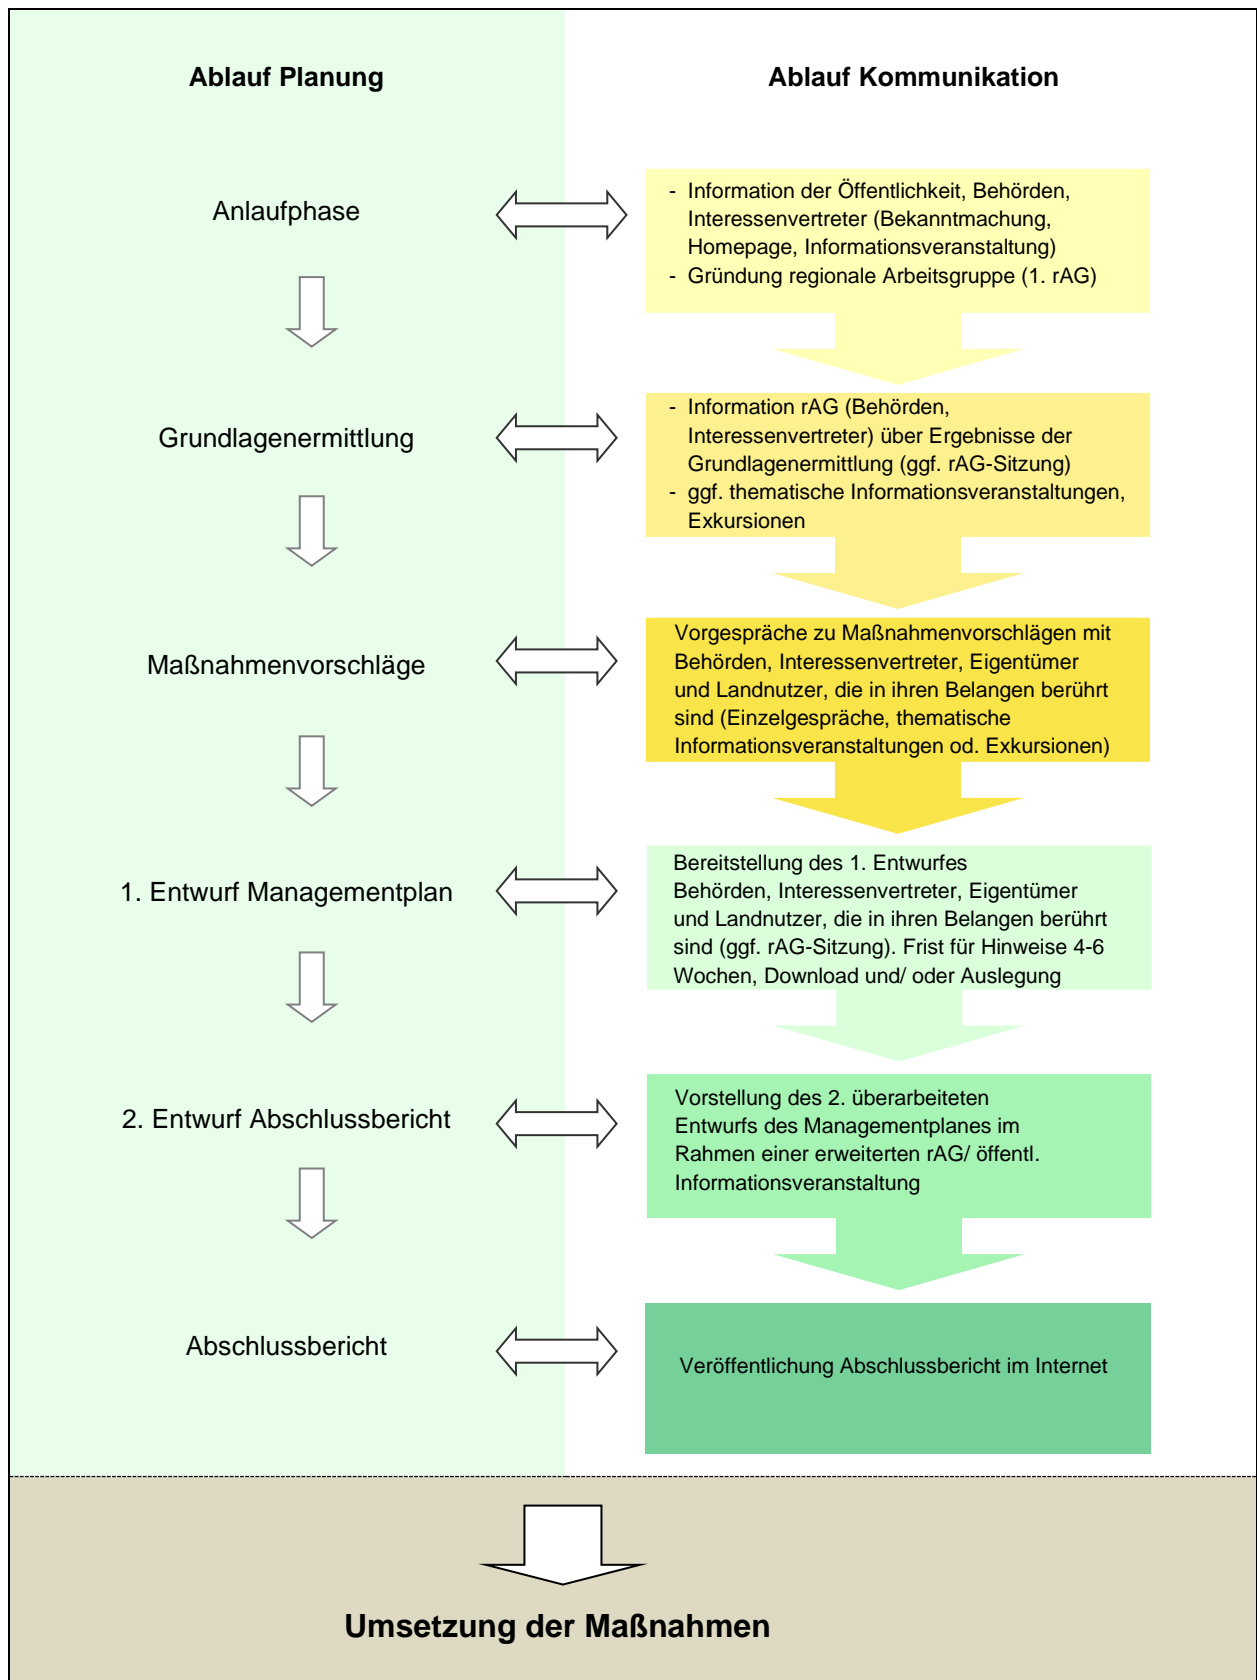 Ablauf Planung
Ablauf Kommunikation
Anlaufphase
- Information der Öffentlichkeit, Behörden,
Interessenvertreter (Bekanntmachung,
Homepage, Informationsveranstaltung)
- Gründung regionale Arbeitsgruppe (1. rAG)
Grundlagenermittlung
- Information rAG (Behörden,
Interessenvertreter) über Ergebnisse der
Grundlagenermittlung (ggf. rAG-Sitzung)
- ggf. thematische Informationsveranstaltungen,
Exkursionen
Maßnahmenvorschläge
Vorgespräche zu Maßnahmenvorschlägen mit
Behörden, Interessenvertreter, Eigentümer
und Landnutzer, die in ihren Belangen berührt
sind (Einzelgespräche, thematische
Informationsveranstaltungen od. Exkursionen)
1. Entwurf Managementplan
Bereitstellung des 1. Entwurfes
Behörden, Interessenvertreter, Eigentümer
und Landnutzer, die in ihren Belangen berührt
sind (ggf. rAG-Sitzung). Frist für Hinweise 4-6
Wochen, Download und/ oder Auslegung
2. Entwurf Abschlussbericht
Vorstellung des 2. überarbeiteten
Entwurfs des Managementplanes im
Rahmen einer erweiterten rAG/ öffentl.
Informationsveranstaltung
Abschlussbericht
Veröffentlichung Abschlussbericht im Internet
Umsetzung der Maßnahmen